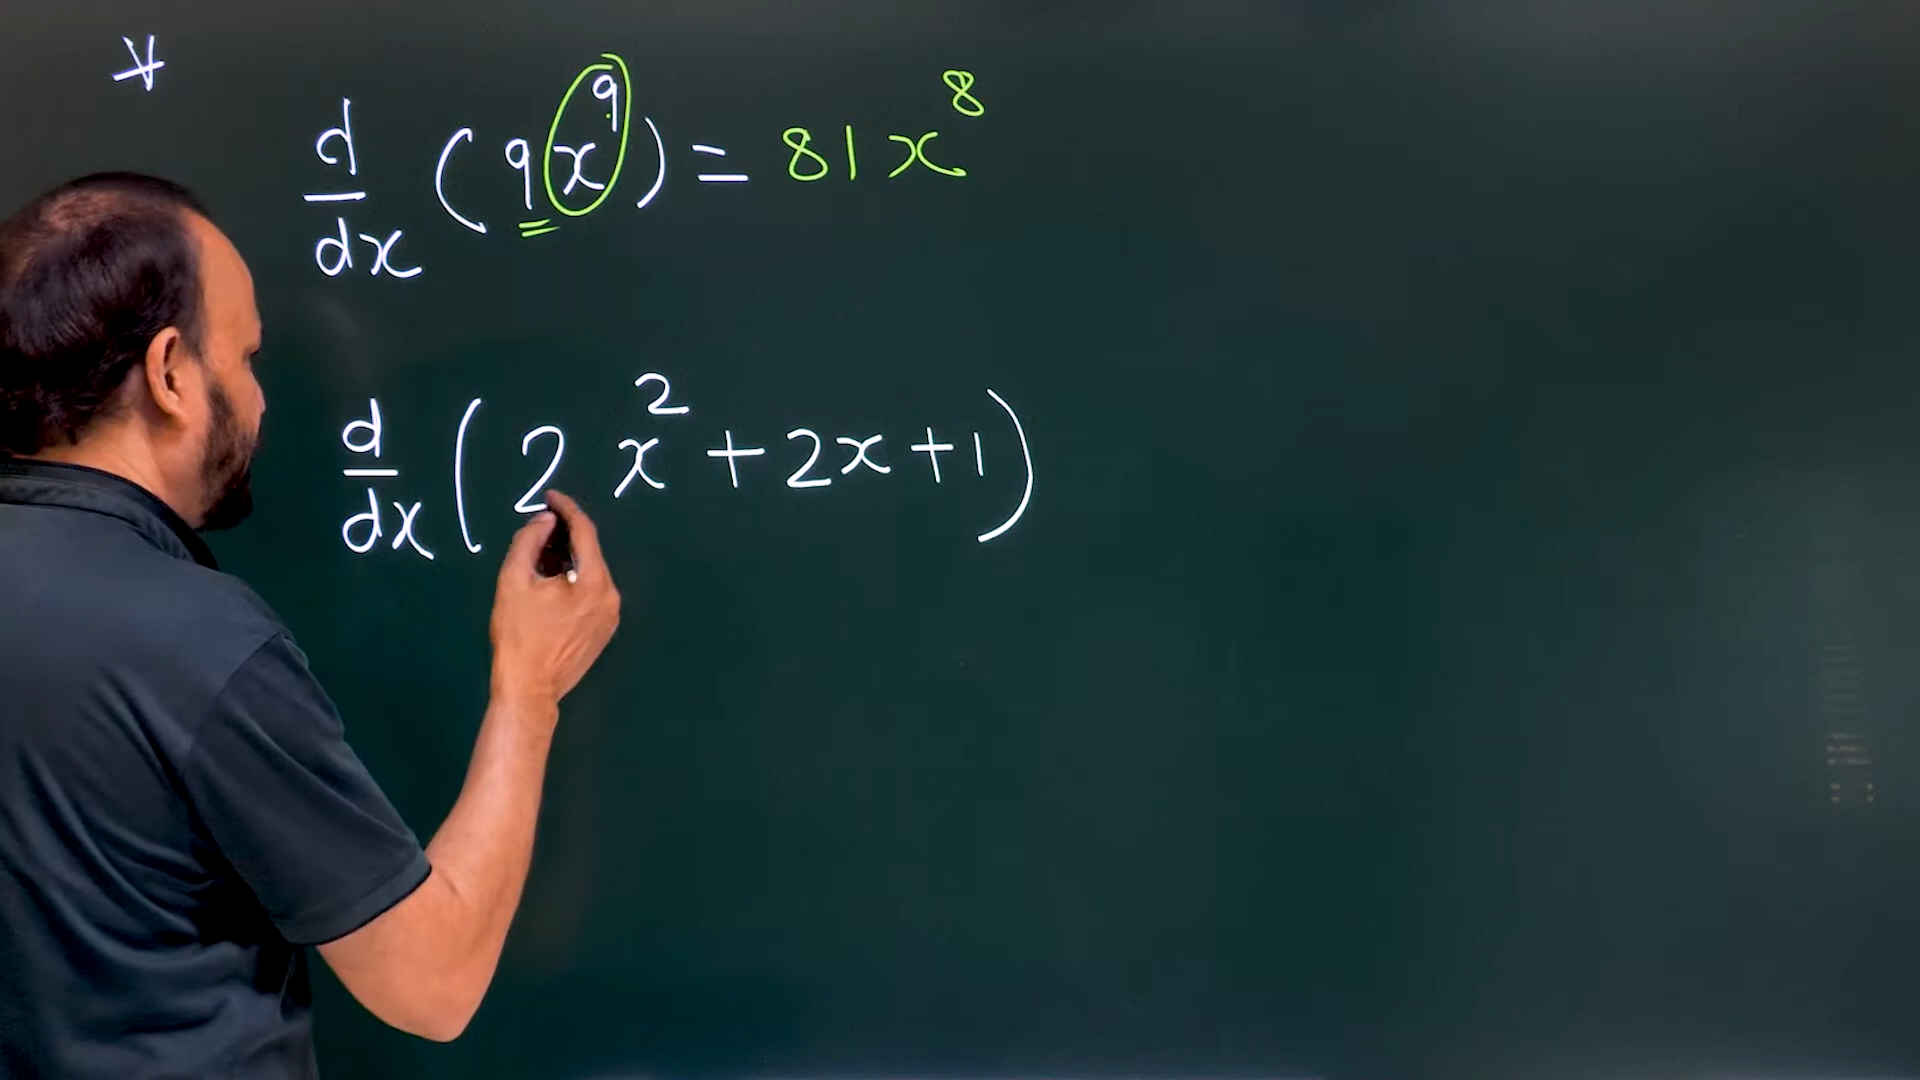 d/dx (9x⁹) = 81x⁸
d/dx (2x² + 2x + 1)